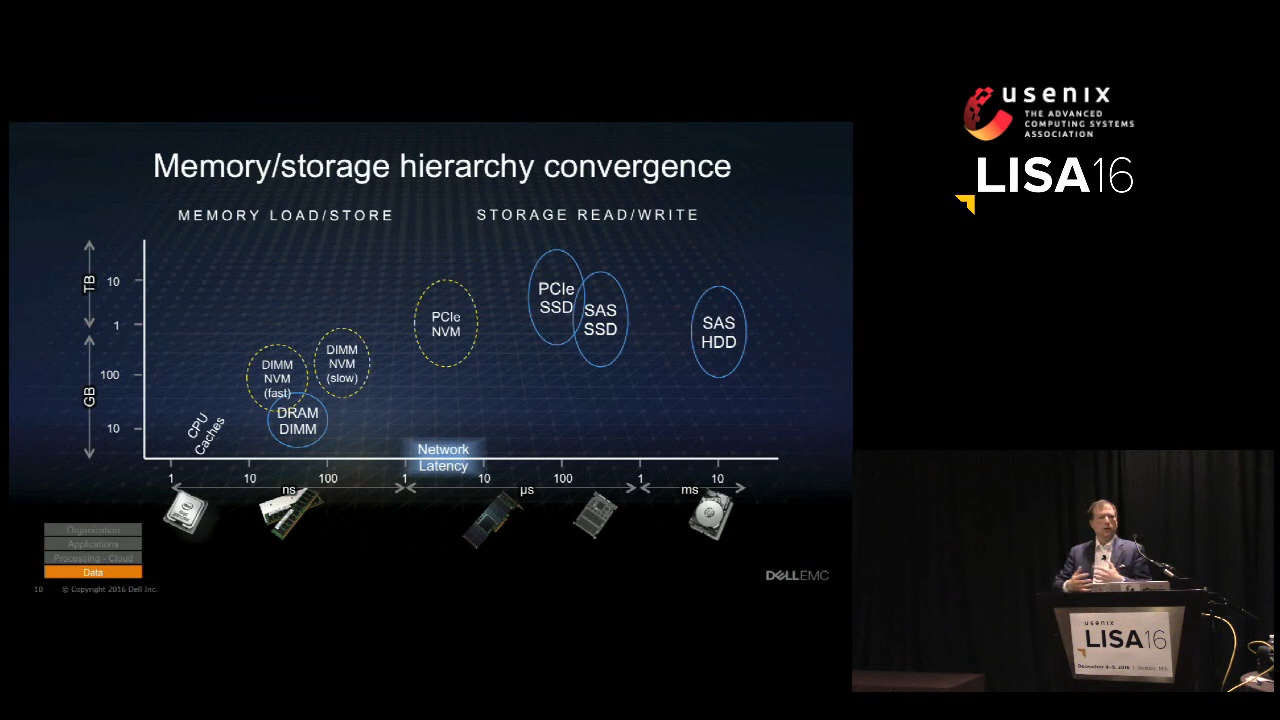 Memory/storage hierarchy convergence
MEMORY LOAD/STORE
STORAGE READ/WRITE
TB
10
1
GB
100
10
CPU
Caches
DIMM
NVM
(fast)
DRAM
DIMM
DIMM
NVM
(slow)
PCIe
NVM
PCIe
SSD
SAS
SSD
SAS
HDD
Network
Latency
1
10
100
1
10
100
1
10
ns
µs
ms
Organization
Applications
Processing - Cloud
Data
10
© Copyright 2016 Dell Inc.
DELLEMC
usenix
THE ADVANCED
COMPUTING SYSTEMS
ASSOCIATION
LISA16
usenix
LISA16